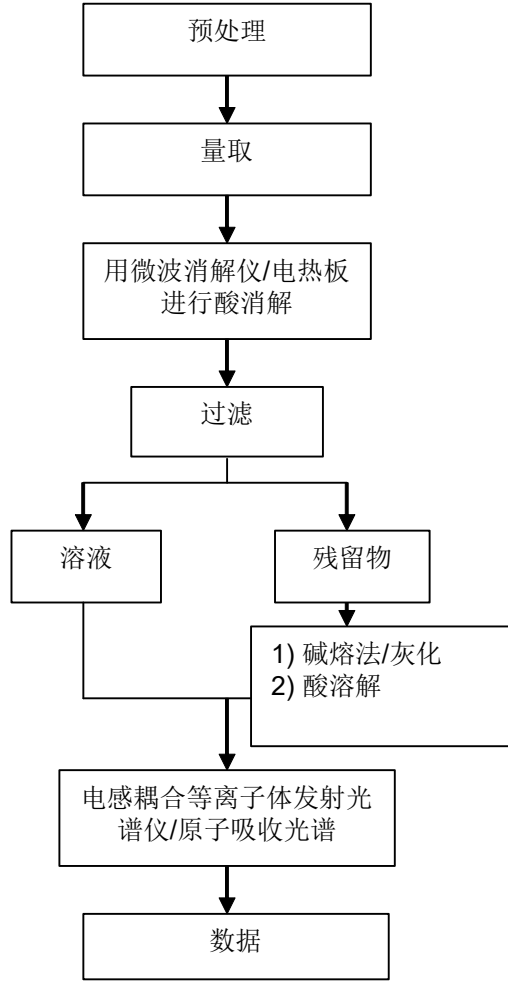 预处理
量取
用微波消解仪/电热板
进行酸消解
过滤
溶液
残留物
1) 碱熔法/灰化
2) 酸溶解
电感耦合等离子体发射光
谱仪/原子吸收光谱
数据